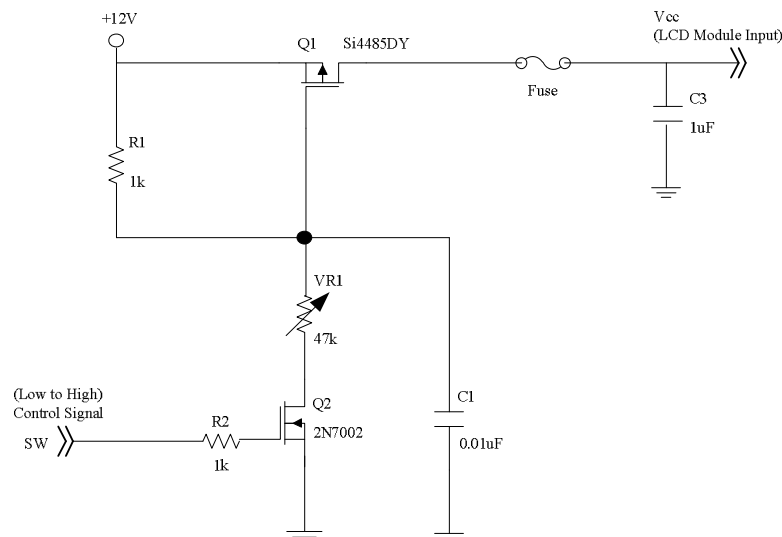 +12V
Q1
Si4485DY
Vcc
(LCD Module Input)
Fuse
C3
1uF
R1
1k
VR1
47k
(Low to High)
Control Signal
SW
R2
1k
Q2
2N7002
C1
0.01uF